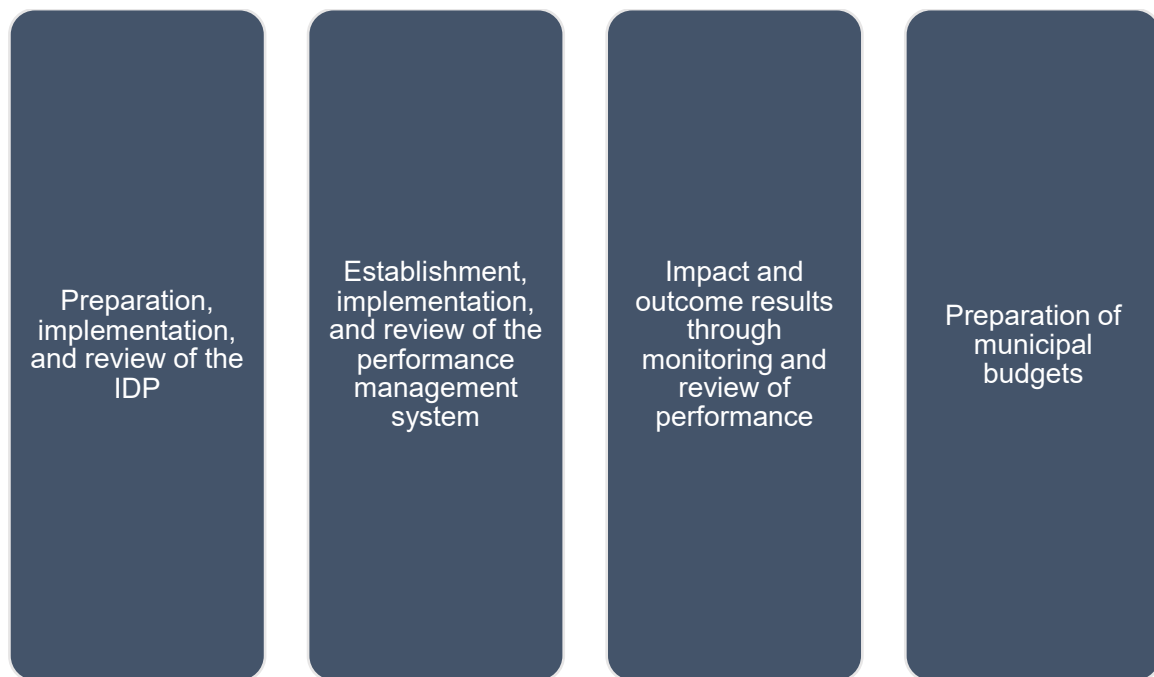 Preparation,
implementation,
and review of the
IDP
Establishment,
implementation,
and review of the
performance
management
system
Impact and
outcome results
through
monitoring and
review of
performance
Preparation of
municipal
budgets